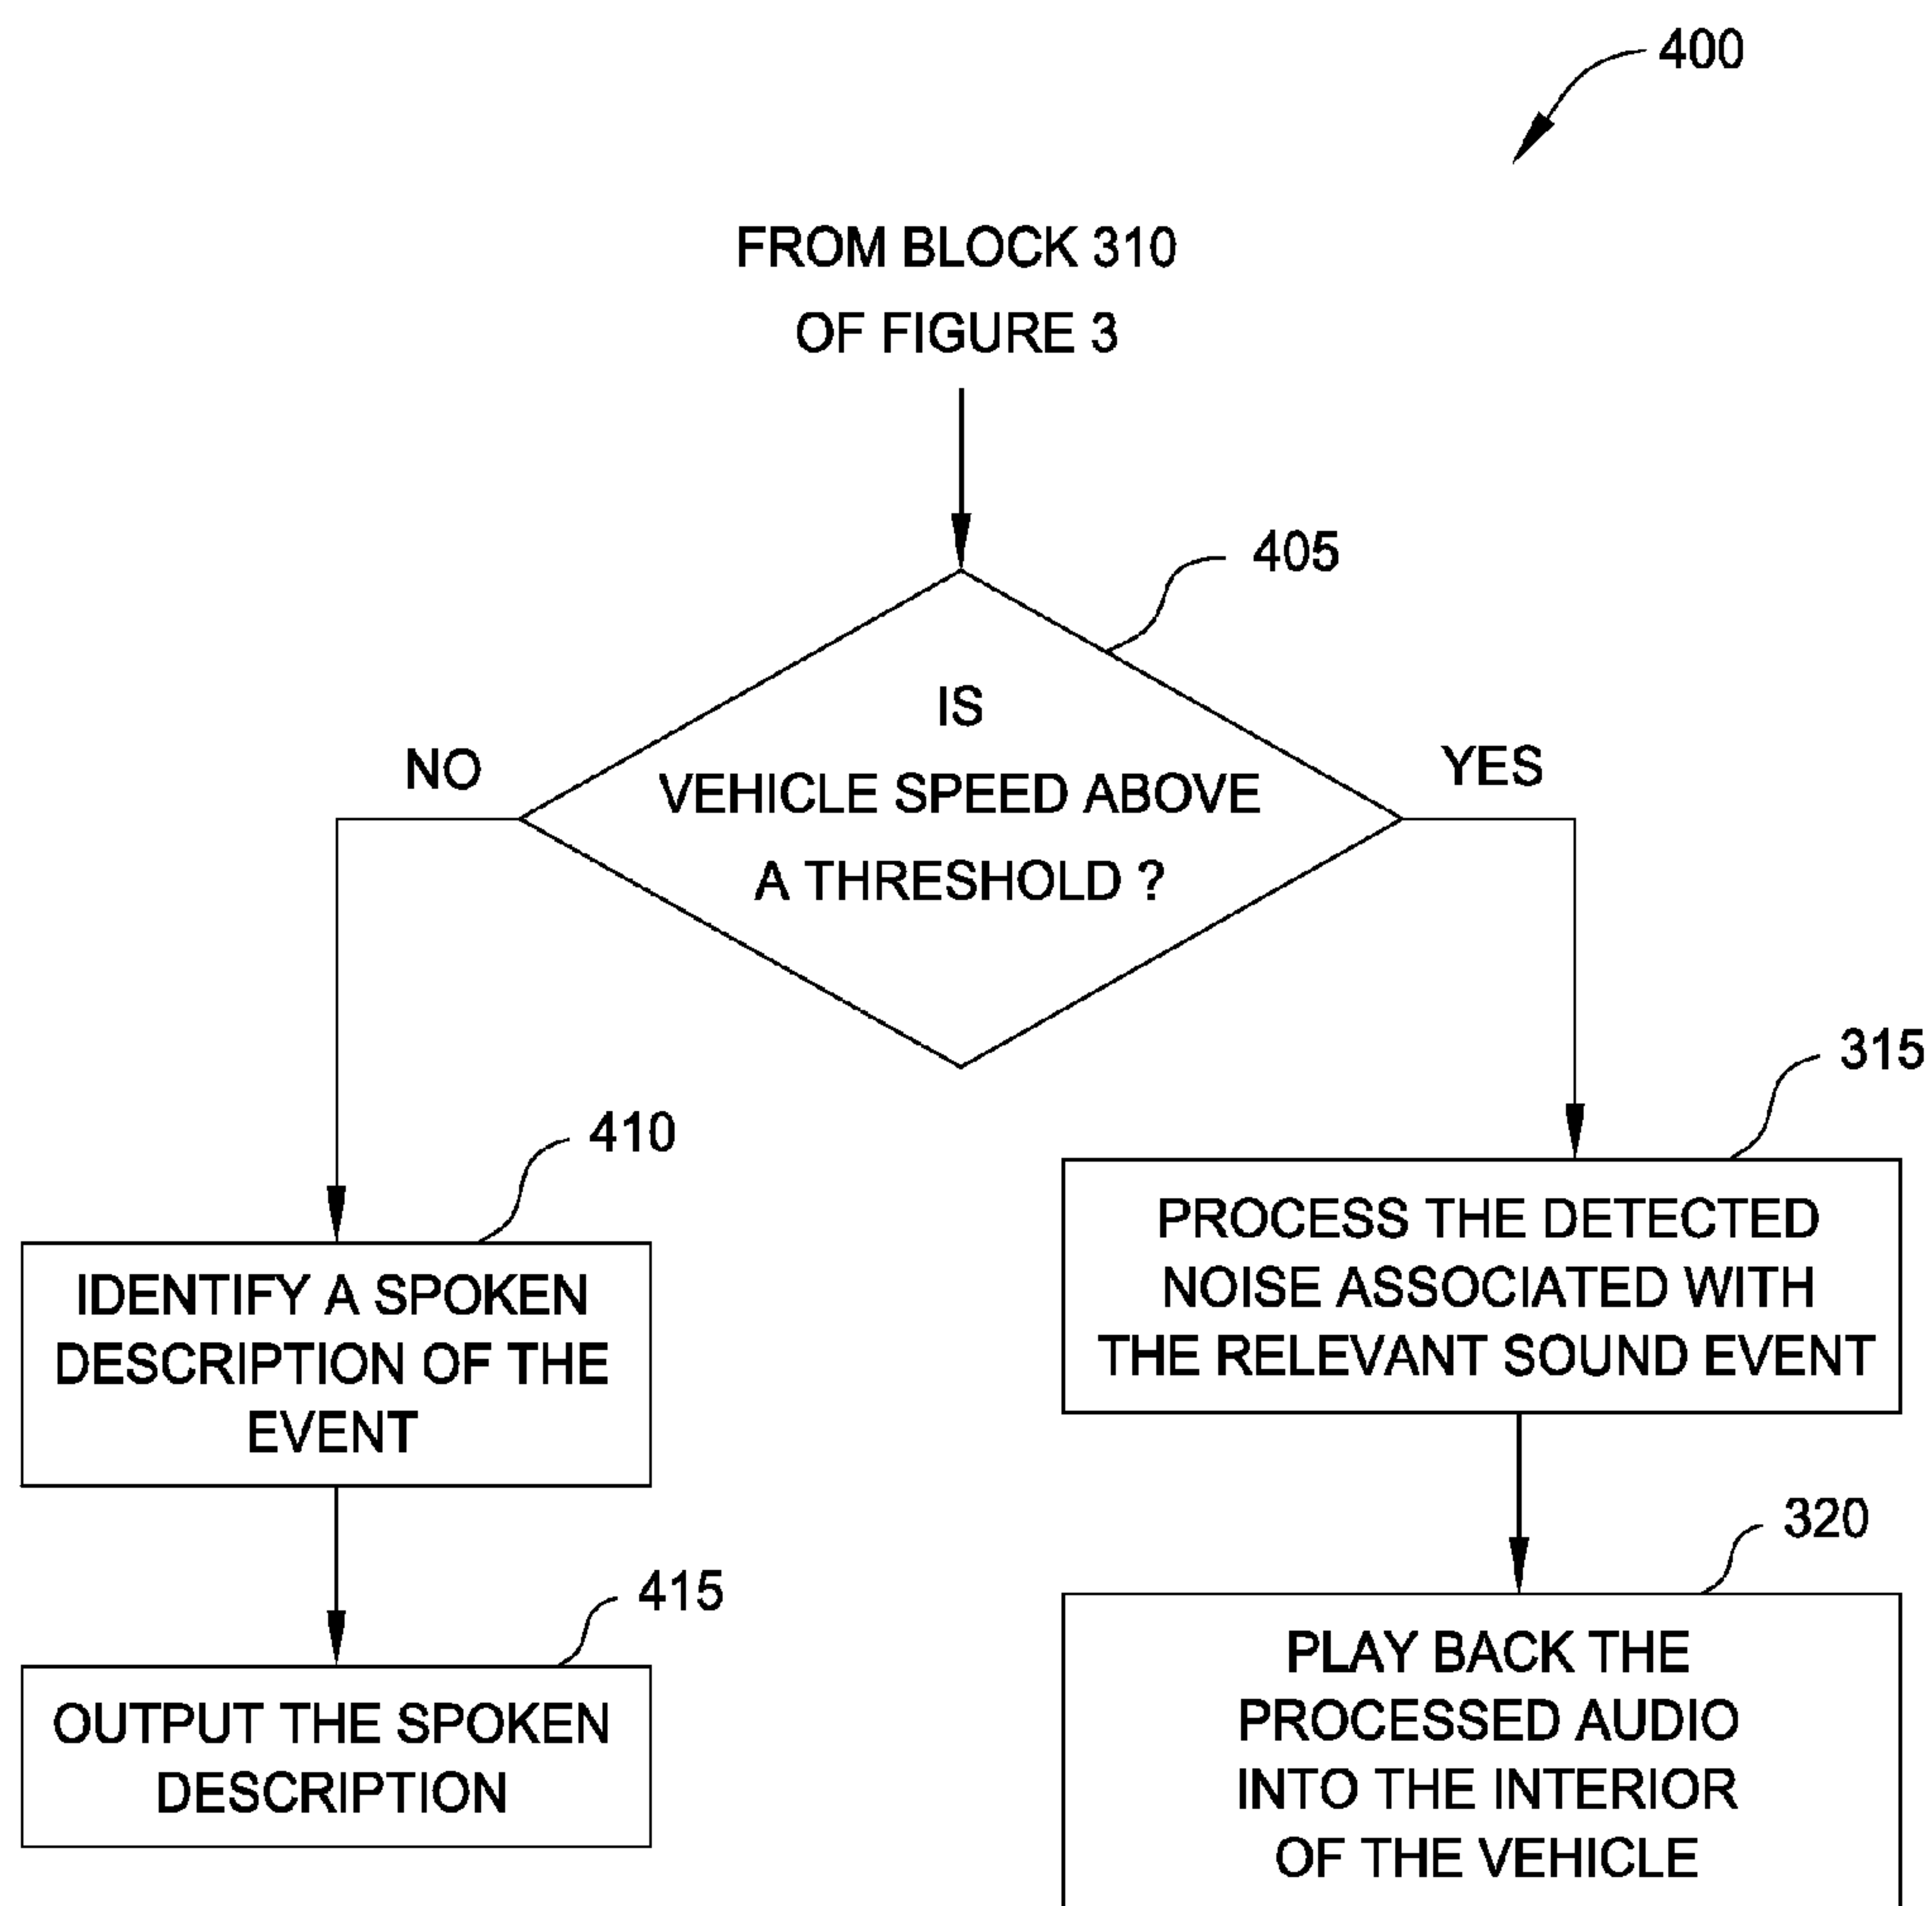 400
FROM BLOCK 310
OF FIGURE 3
405
IS
VEHICLE SPEED ABOVE
A THRESHOLD ?
NO
YES
410
IDENTIFY A SPOKEN
DESCRIPTION OF THE
EVENT
415
OUTPUT THE SPOKEN
DESCRIPTION
315
PROCESS THE DETECTED
NOISE ASSOCIATED WITH
THE RELEVANT SOUND EVENT
320
PLAY BACK THE
PROCESSED AUDIO
INTO THE INTERIOR
OF THE VEHICLE